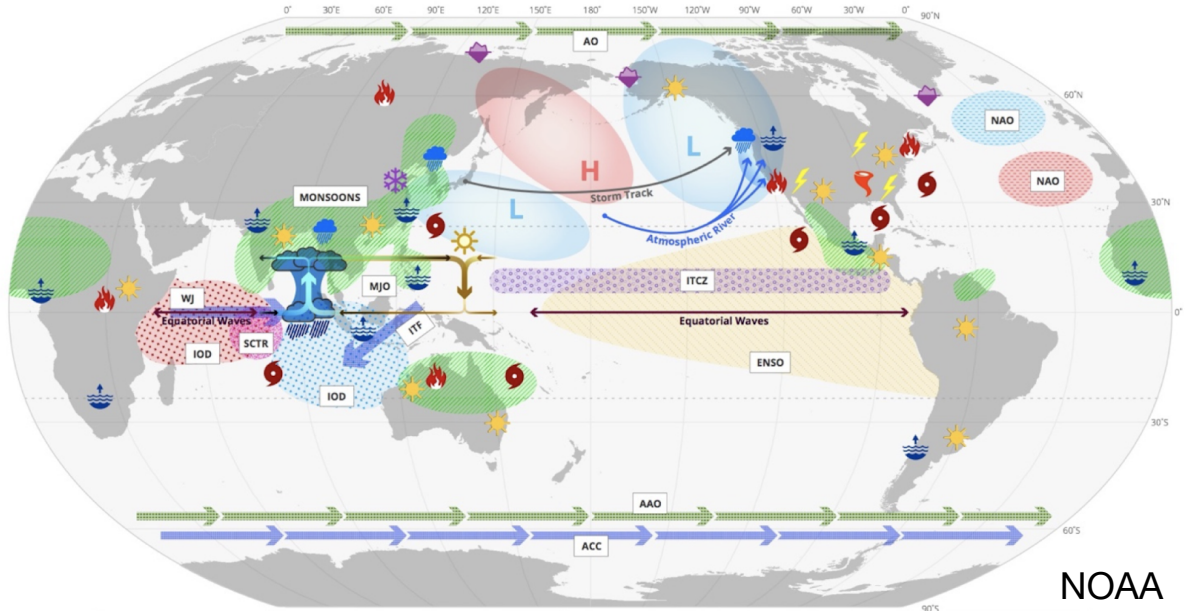 0° 30°E 60°E 90°E 120°E 150°E 180° 150°W 120°W 90°W 60°W 30°W 0° 90°N
AO
60°N
NAO
H
L
NAO
MONSOONS
Storm Track
30°N
L
Atmospheric River
MJO
ITCZ
WJ
0°
Equatorial Waves
Equatorial Waves
ITF
SCTR
IOD
ENSO
IOD
30°S
AAO
60°S
ACC
NOAA
90°S